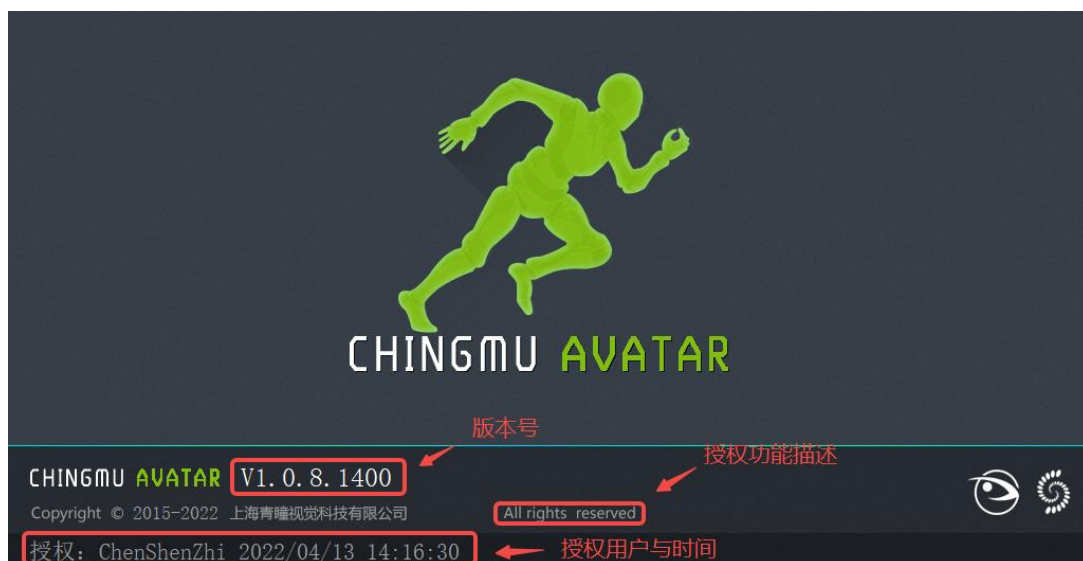 CHINGMU AVATAR
版本号
授权功能描述
CHINGMU AVATAR V1.0.8.1400
Copyright © 2015-2022 上海青瞳视觉科技有限公司 All rights reserved
授权: ChenShenZhi 2022/04/13 14:16:30 授权用户与时间